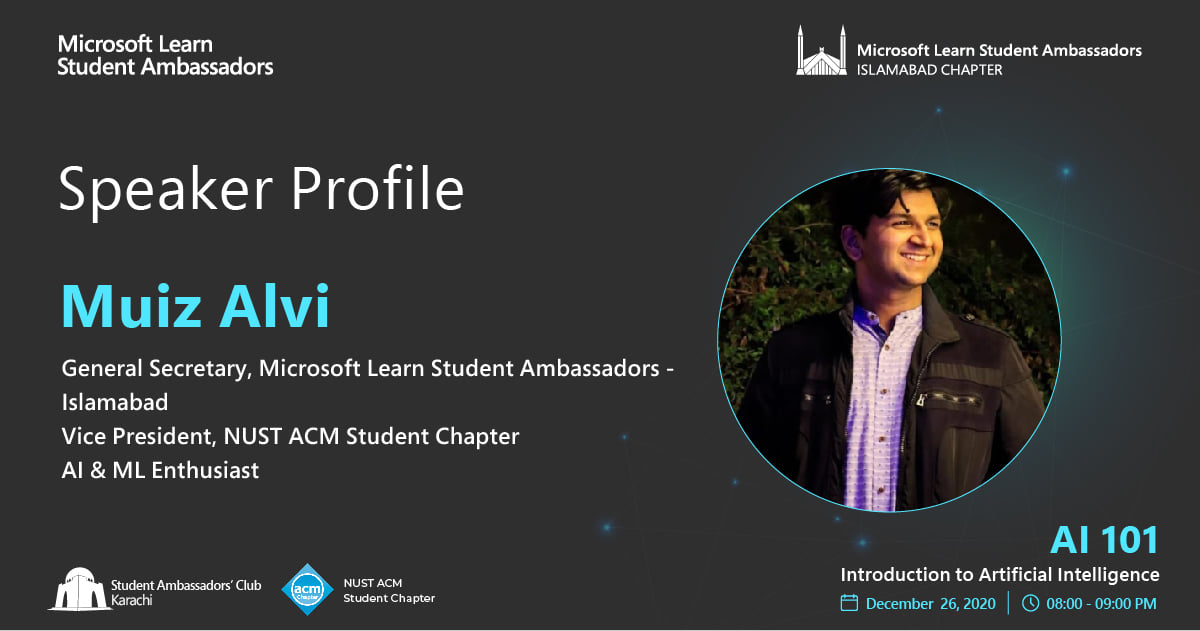 Microsoft Learn
Student Ambassadors
Microsoft Learn Student Ambassadors
ISLAMABAD CHAPTER
Speaker Profile
Muiz Alvi
General Secretary, Microsoft Learn Student Ambassadors -
Islamabad
Vice President, NUST ACM Student Chapter
AI & ML Enthusiast
Student Ambassadors' Club
Karachi
acm
Chapter
NUST ACM
Student Chapter
AI 101
Introduction to Artificial Intelligence
December 26, 2020 | 08:00 - 09:00 PM